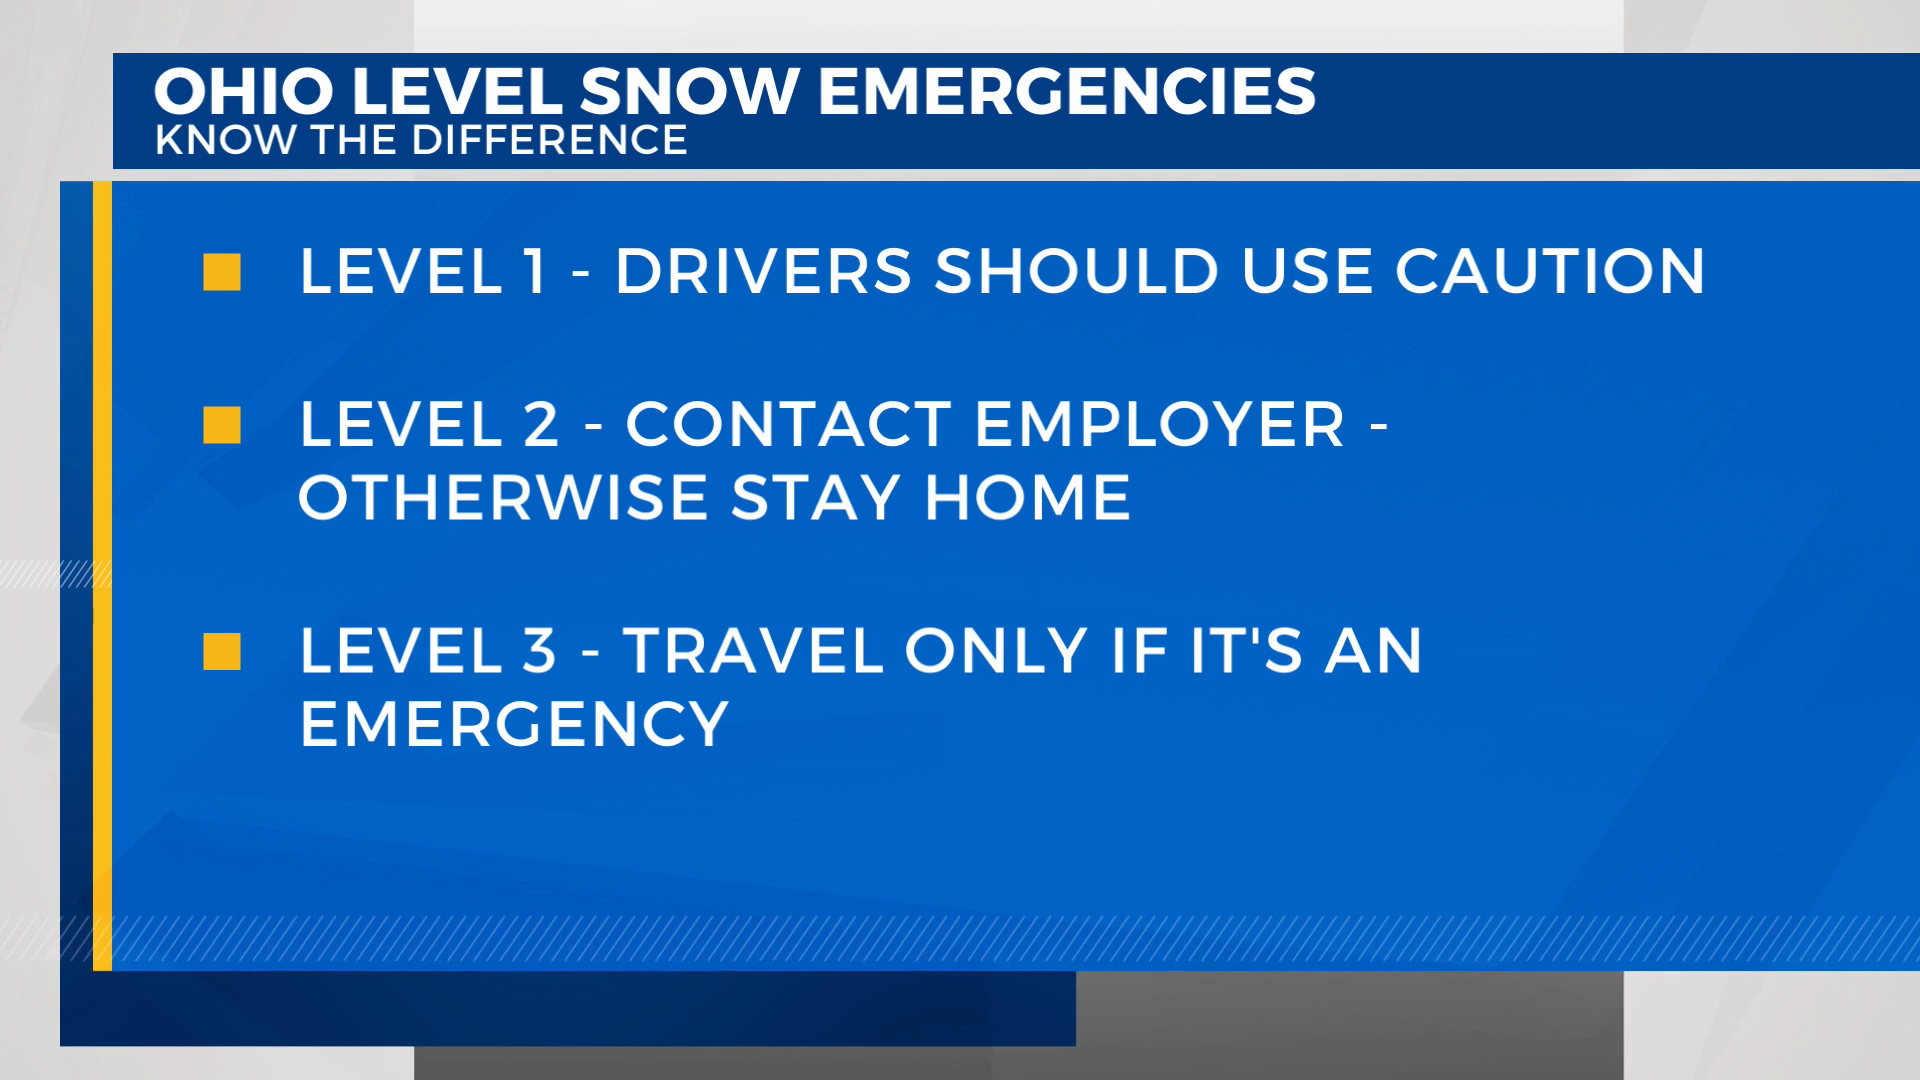 OHIO LEVEL SNOW EMERGENCIES
KNOW THE DIFFERENCE
LEVEL 1 - DRIVERS SHOULD USE CAUTION
LEVEL 2 - CONTACT EMPLOYER -
OTHERWISE STAY HOME
LEVEL 3 - TRAVEL ONLY IF IT'S AN
EMERGENCY